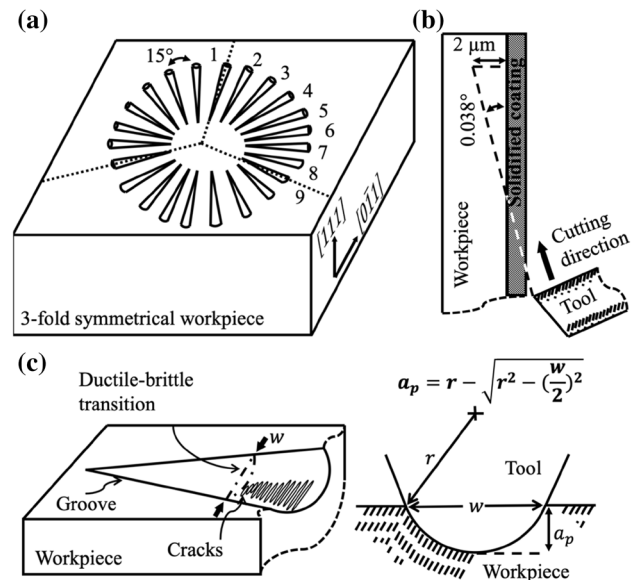 (a)
15°
1
2
3
4
5
6
7
8
9
[111]
[01̅1]
3-fold symmetrical workpiece
(b)
2 µm
0.038°
Solidified coating
Workpiece
Cutting
direction
Tool
(c)
Ductile-brittle
transition
w
Groove
Cracks
Workpiece
a_p = r − √(r² − (w/2)²)
r
Tool
w
a_p
Workpiece